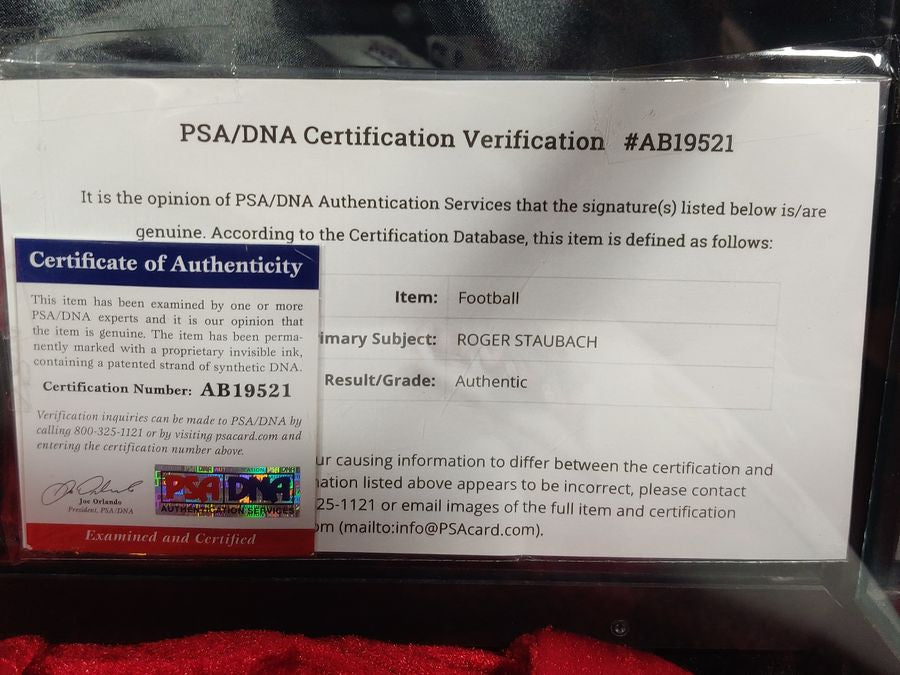 PSA/DNA Certification Verification #AB19521
It is the opinion of PSA/DNA Authentication Services that the signature(s) listed below is/are
genuine. According to the Certification Database, this item is defined as follows:
Item: Football
imary Subject: ROGER STAUBACH
Result/Grade: Authentic
ur causing information to differ between the certification and
nation listed above appears to be incorrect, please contact
25-1121 or email images of the full item and certification
om (mailto:info@PSAcard.com).
Certificate of Authenticity
This item has been examined by one or more
PSA/DNA experts and it is our opinion that
the item is genuine. The item has been perma-
nently marked with a proprietary invisible ink,
containing a patented strand of synthetic DNA.
Certification Number: AB19521
Verification inquiries can be made to PSA/DNA by
calling 800-325-1121 or by visiting psacard.com and
entering the certification number above.
Joe Orlando
President, PSA/DNA
PSA DNA
AUTHENTICATION SERVICES
Examined and Certified